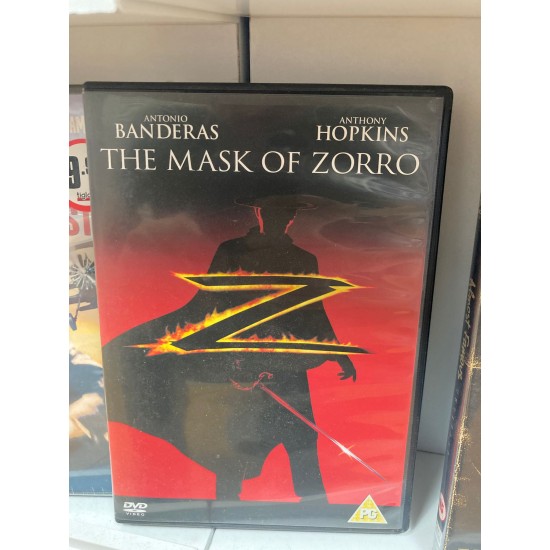 ANTONIO
BANDERAS
ANTHONY
HOPKINS
THE MASK OF ZORRO
Z
DVD
VIDEO
PG